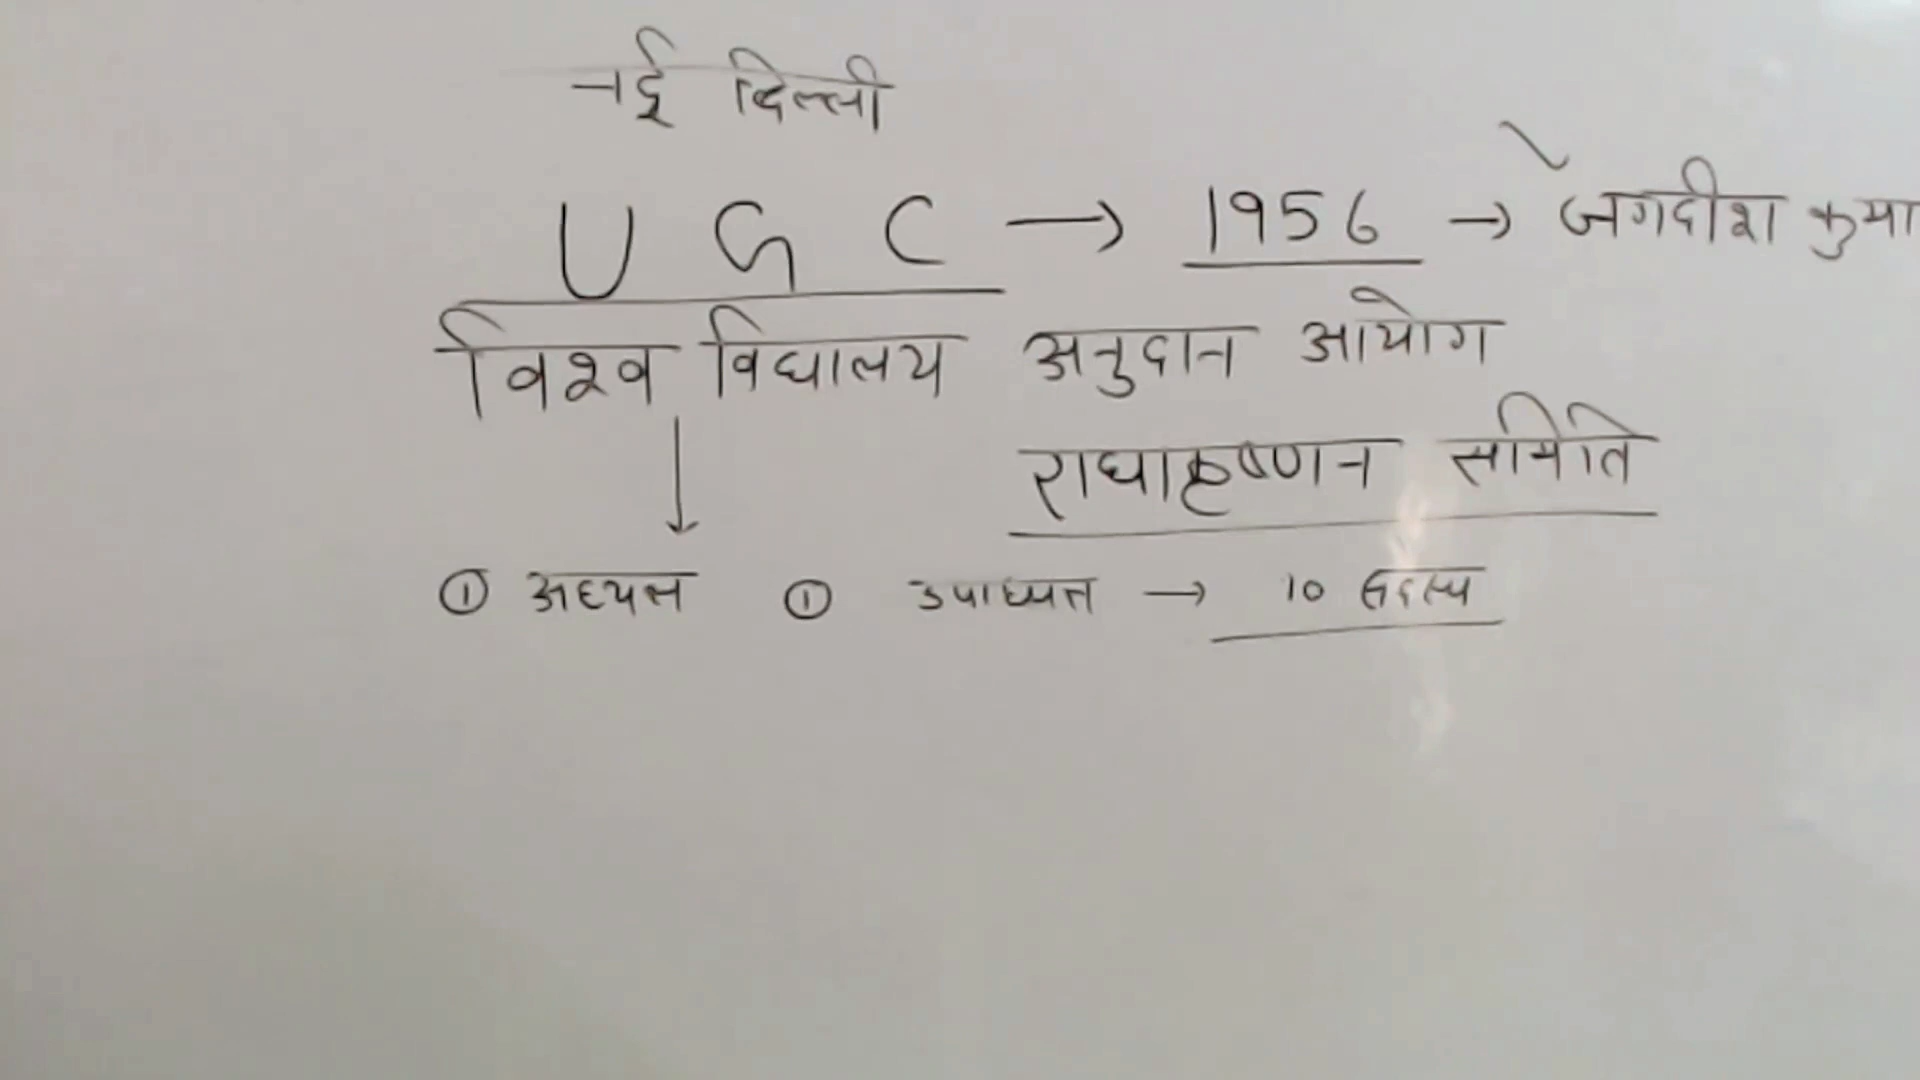 नई दिल्ली
U G C → 1956 → जगदीश कुमा
विश्व विद्यालय अनुदान आयोग
राधाकृष्णन समिति
① अध्यक्ष ① उपाध्यक्ष → 10 सदस्य